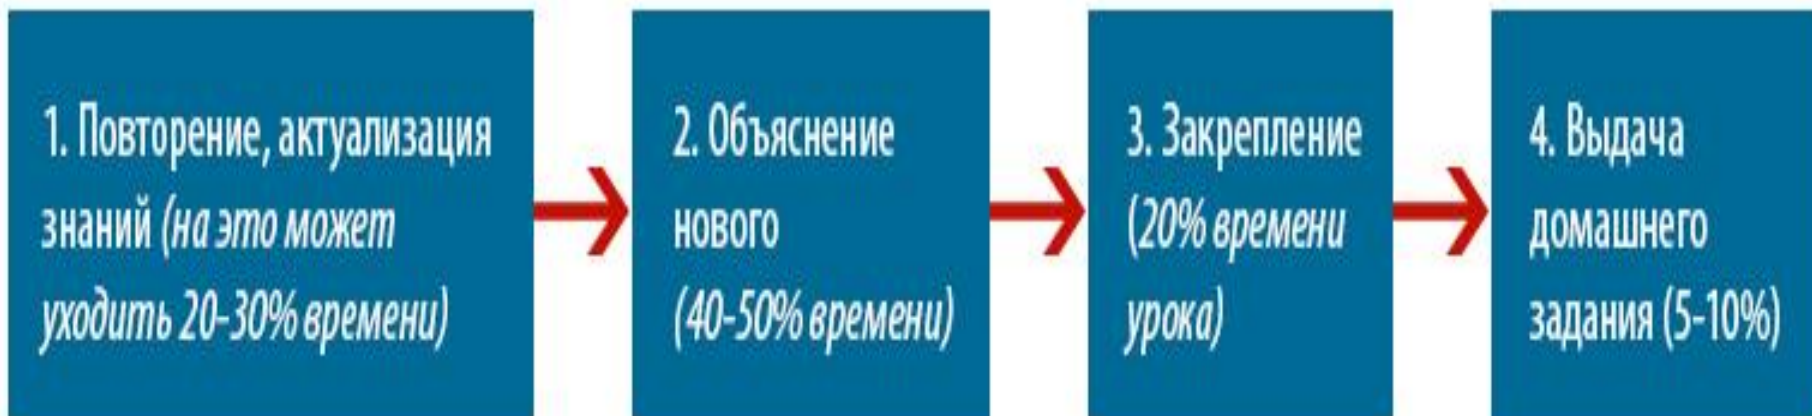 1. Повторение, актуализация
знаний (на это может
уходить 20-30% времени)
2. Объяснение
нового
(40-50% времени)
3. Закрепление
(20% времени
урока)
4. Выдача
домашнего
задания (5-10%)